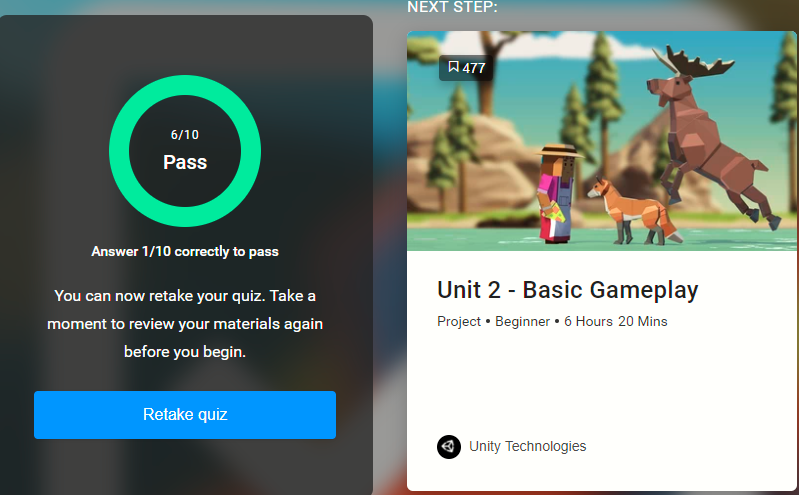 6/10
Pass
Answer 1/10 correctly to pass
You can now retake your quiz. Take a
moment to review your materials again
before you begin.
Retake quiz
NEXT STEP:
477
Unit 2 - Basic Gameplay
Project • Beginner • 6 Hours 20 Mins
Unity Technologies